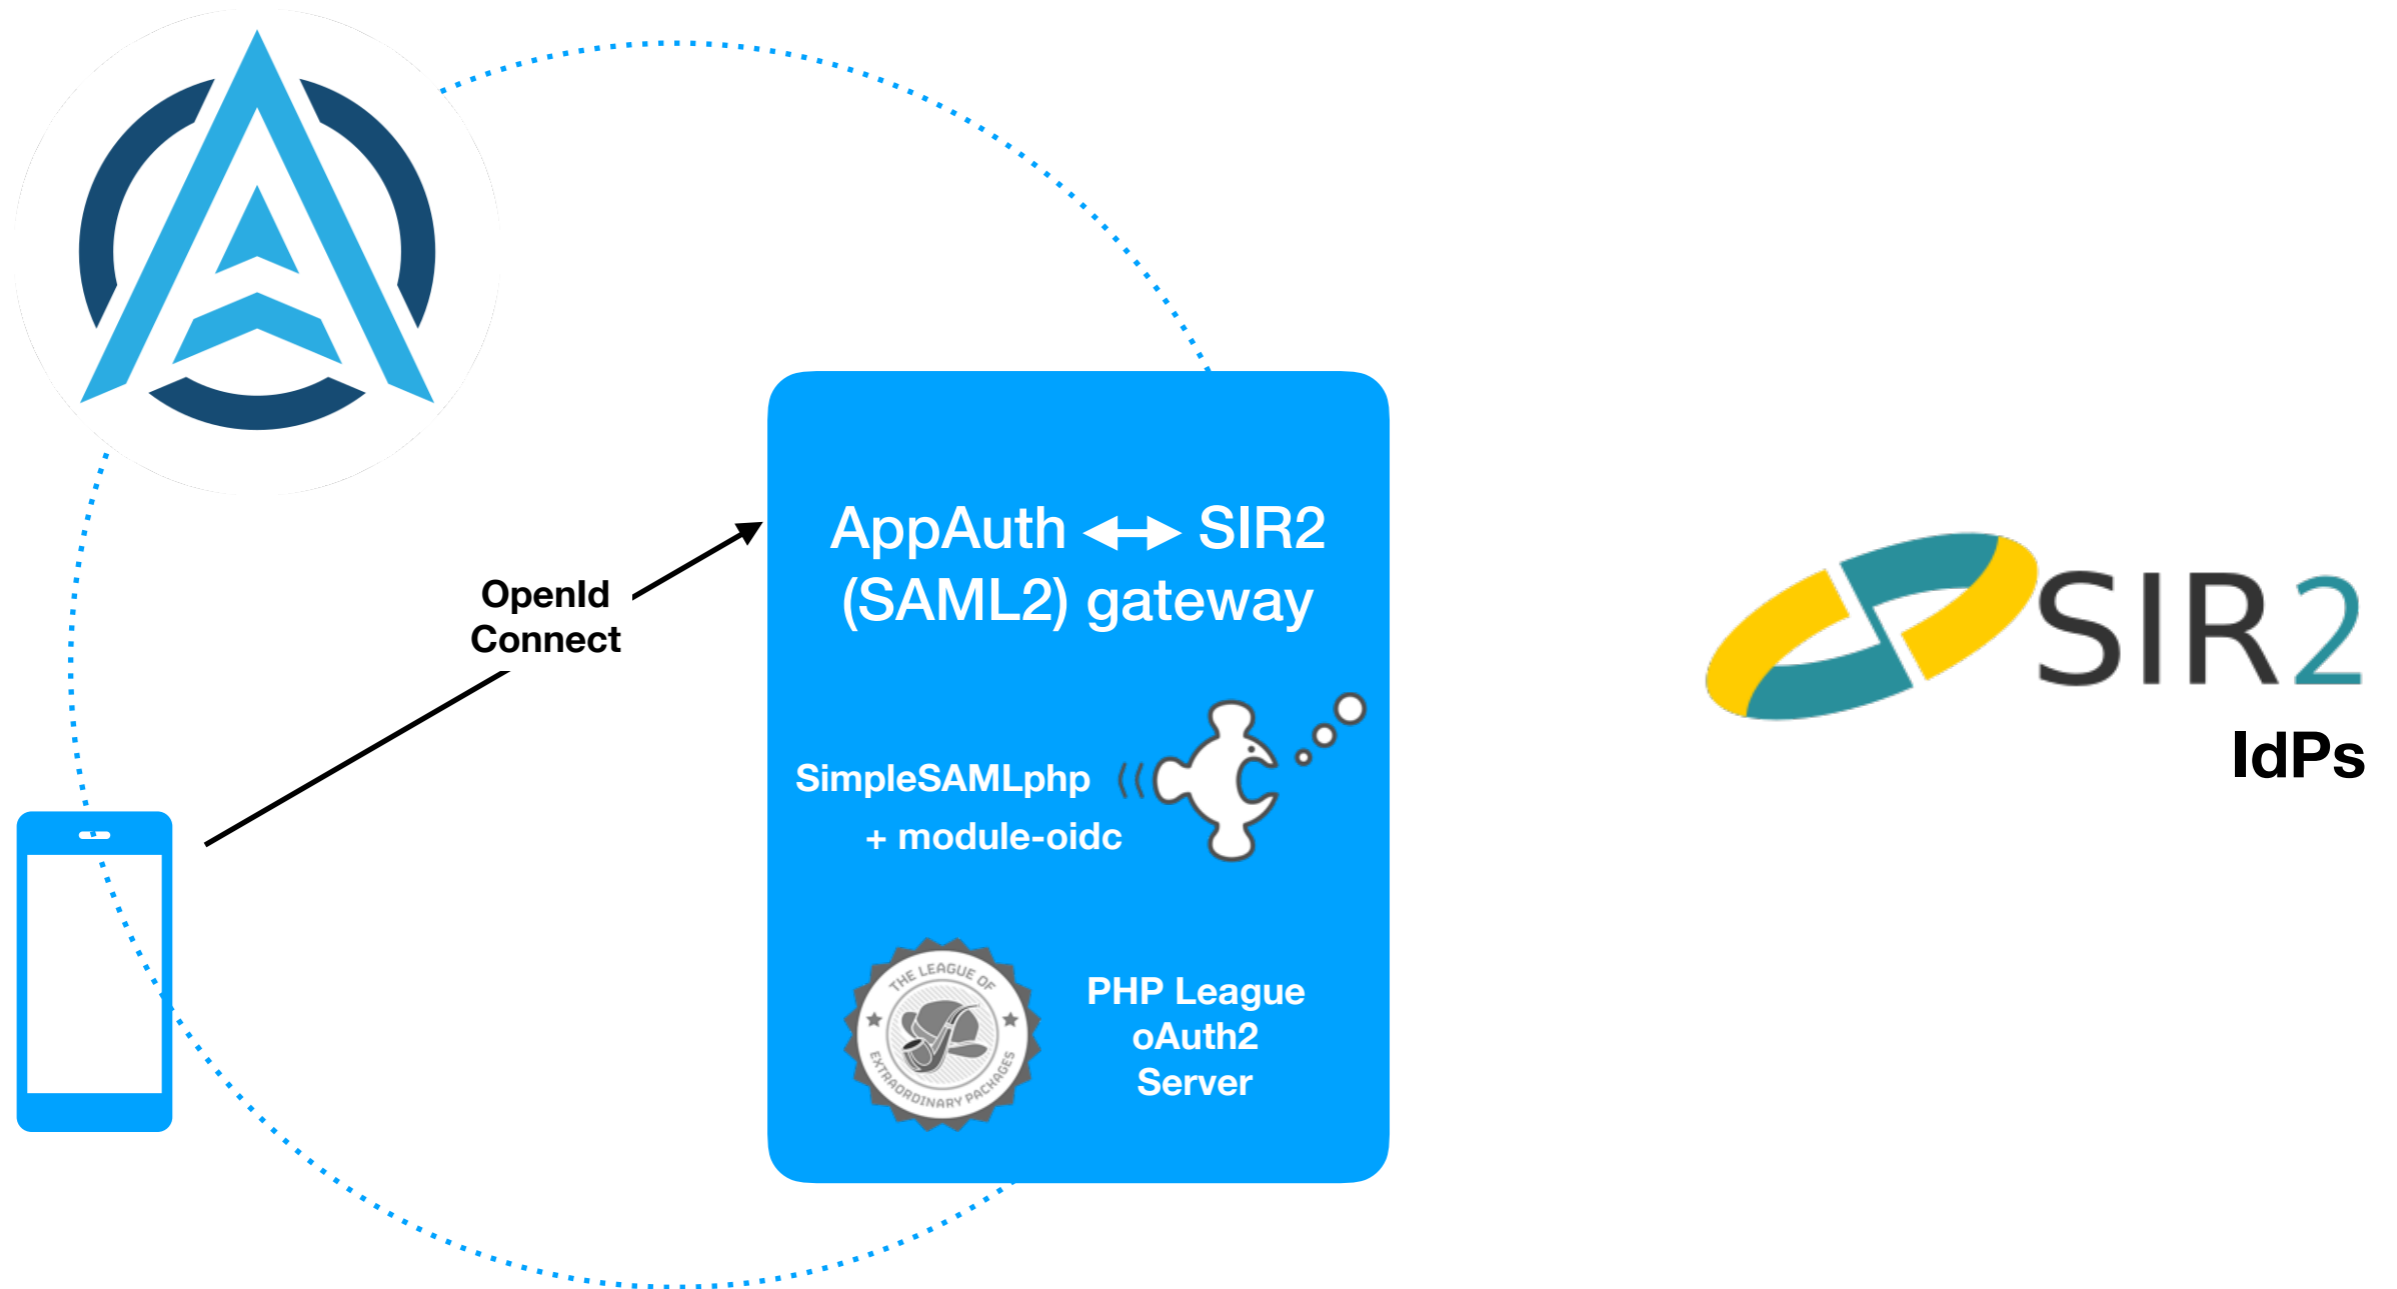 AppAuth SIR2
(SAML2) gateway
OpenId
Connect
SimpleSAMLphp
+ module-oidc
THE LEAGUE OF
EXTRAORDINARY PACKAGES
PHP League
oAuth2
Server
SIR2
IdPs